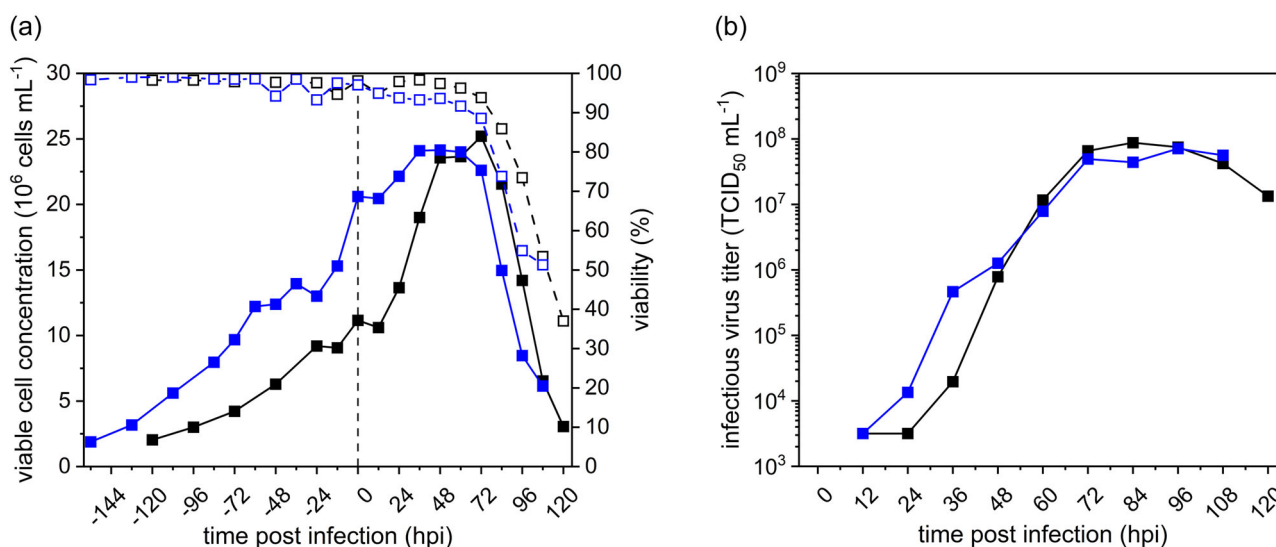 (a)
viable cell concentration (10⁶ cells mL⁻¹)
30
25
20
15
10
5
0
100
90
80
70
60
50
40
30
20
10
0
viability (%)
-144 -120 -96 -72 -48 -24 0 24 48 72 96 120
time post infection (hpi)
(b)
infectious virus titer (TCID₅₀ mL⁻¹)
10⁹
10⁸
10⁷
10⁶
10⁵
10⁴
10³
0 12 24 36 48 60 72 84 96 108 120
time post infection (hpi)